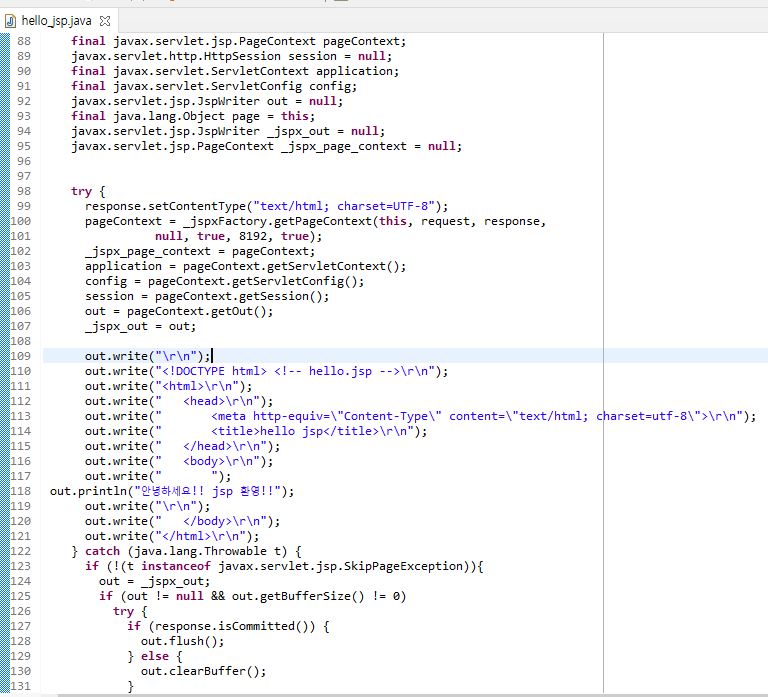 hello_jsp.java
88 final javax.servlet.jsp.PageContext pageContext;
89 javax.servlet.http.HttpSession session = null;
90 final javax.servlet.ServletContext application;
91 final javax.servlet.ServletConfig config;
92 javax.servlet.jsp.JspWriter out = null;
93 final java.lang.Object page = this;
94 javax.servlet.jsp.JspWriter _jspx_out = null;
95 javax.servlet.jsp.PageContext _jspx_page_context = null;
96
97
98 try {
99 response.setContentType("text/html; charset=UTF-8");
100 pageContext = _jspxFactory.getPageContext(this, request, response,
101 null, true, 8192, true);
102 _jspx_page_context = pageContext;
103 application = pageContext.getServletContext();
104 config = pageContext.getServletConfig();
105 session = pageContext.getSession();
106 out = pageContext.getOut();
107 _jspx_out = out;
108
109 out.write("\r\n");
110 out.write("<!DOCTYPE html> <!-- hello.jsp -->\r\n");
111 out.write("<html>\r\n");
112 out.write("   <head>\r\n");
113 out.write("       <meta http-equiv=\"Content-Type\" content=\"text/html; charset=utf-8\">\r\n");
114 out.write("       <title>hello jsp</title>\r\n");
115 out.write("   </head>\r\n");
116 out.write("   <body>\r\n");
117 out.write("       ");
118 out.println("안녕하세요!! jsp 환영!!");
119 out.write("\r\n");
120 out.write("   </body>\r\n");
121 out.write("</html>\r\n");
122 } catch (java.lang.Throwable t) {
123 if (!(t instanceof javax.servlet.jsp.SkipPageException)){
124 out = _jspx_out;
125 if (out != null && out.getBufferSize() != 0)
126 try {
127 if (response.isCommitted()) {
128 out.flush();
129 } else {
130 out.clearBuffer();
131 }